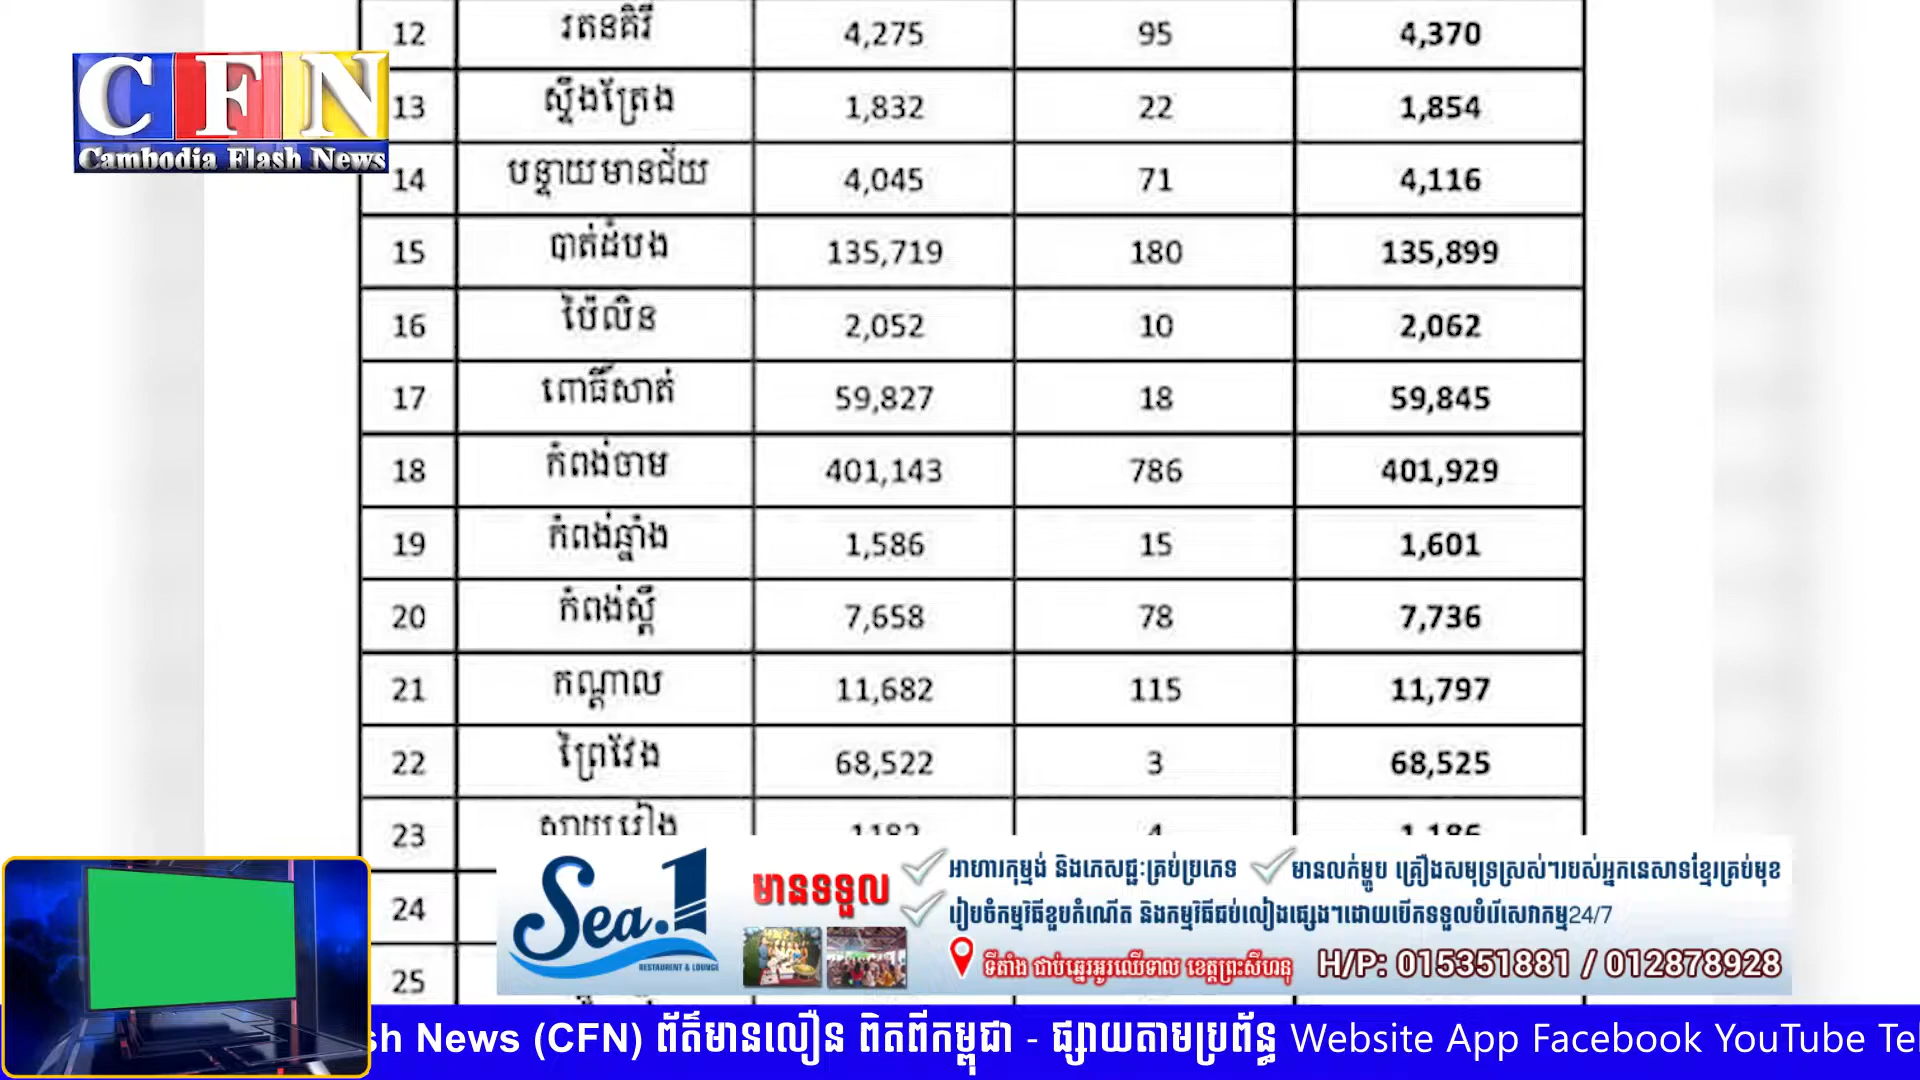 12 រតនគិរី 4,275 95 4,370
CFN
Cambodia Flash News
13 ស្ទឹងត្រែង 1,832 22 1,854
14 បន្ទាយមានជ័យ 4,045 71 4,116
15 បាត់ដំបង 135,719 180 135,899
16 ប៉ៃលិន 2,052 10 2,062
17 ពោធិ៍សាត់ 59,827 18 59,845
18 កំពង់ចាម 401,143 786 401,929
19 កំពង់ឆ្នាំង 1,586 15 1,601
20 កំពង់ស្ពឺ 7,658 78 7,736
21 កណ្តាល 11,682 115 11,797
22 ព្រៃវែង 68,522 3 68,525
23 ស្វាយរៀង 1182 4 1,186
24
25
Sea.1
RESTAURENT & LOUNGE
មានទទួល
អាហារកុម្មង់ និងភេសជ្ជៈគ្រប់ប្រភេទ
មានលក់ម្ហូប គ្រឿងសមុទ្រស្រស់ៗរបស់អ្នកនេសាទខ្មែរគ្រប់មុខ
រៀបចំកម្មវិធីខួបកំណើត និងកម្មវិធីជប់លៀងផ្សេងៗដោយបើកទទួលបំរើសេវាកម្ម24/7
ទីតាំង ជាប់ឆ្នេរអូរឈើទាល ខេត្តព្រះសីហនុ
H/P: 015351881 / 012878928
sh News (CFN) ព័ត៌មានលឿន ពិតពីកម្ពុជា - ផ្សាយតាមប្រព័ន្ធ Website App Facebook YouTube Tel